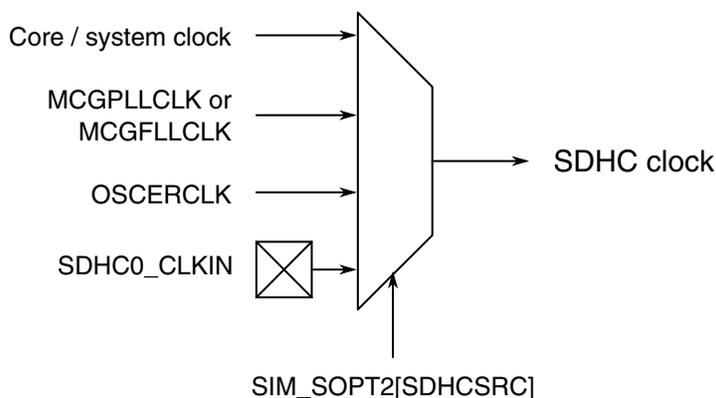 Core / system clock
MCGPLLCLK or
MCGFLLCLK
OSCERCLK
SDHC clock
SDHC0_CLKIN
SIM_SOPT2[SDHCSRC]